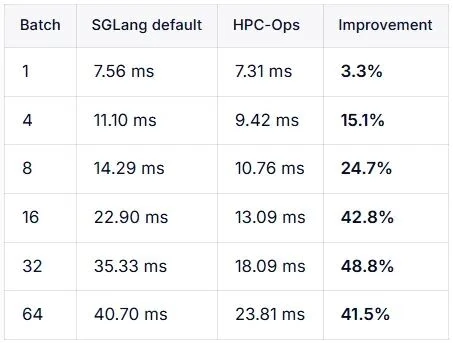 Batch SGLang default HPC-Ops Improvement
1 7.56 ms 7.31 ms 3.3%
4 11.10 ms 9.42 ms 15.1%
8 14.29 ms 10.76 ms 24.7%
16 22.90 ms 13.09 ms 42.8%
32 35.33 ms 18.09 ms 48.8%
64 40.70 ms 23.81 ms 41.5%